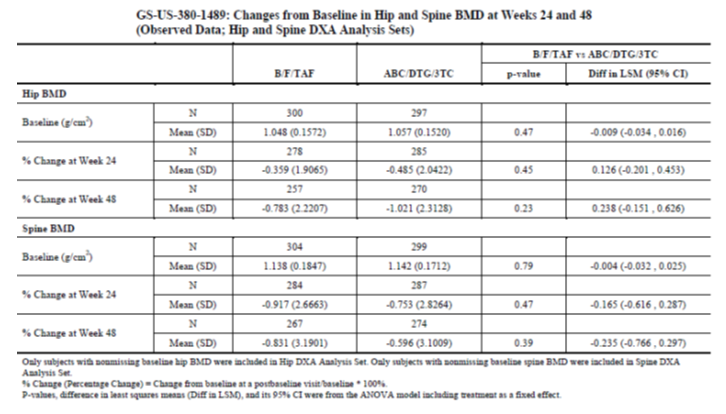 GS-US-380-1489: Changes from Baseline in Hip and Spine BMD at Weeks 24 and 48
(Observed Data; Hip and Spine DXA Analysis Sets)
B/F/TAF vs ABC/DTG/3TC
B/F/TAF ABC/DTG/3TC p-value Diff in LSM (95% CI)
Hip BMD
Baseline (g/cm²) N 300 297
Mean (SD) 1.048 (0.1572) 1.057 (0.1520) 0.47 -0.009 (-0.034 , 0.016)
% Change at Week 24 N 278 285
Mean (SD) -0.359 (1.9065) -0.485 (2.0422) 0.45 0.126 (-0.201 , 0.453)
% Change at Week 48 N 257 270
Mean (SD) -0.783 (2.2207) -1.021 (2.3128) 0.23 0.238 (-0.151 , 0.626)
Spine BMD
Baseline (g/cm²) N 304 299
Mean (SD) 1.138 (0.1847) 1.142 (0.1712) 0.79 -0.004 (-0.032 , 0.025)
% Change at Week 24 N 284 287
Mean (SD) -0.917 (2.6663) -0.753 (2.8264) 0.47 -0.165 (-0.616 , 0.287)
% Change at Week 48 N 267 274
Mean (SD) -0.831 (3.1901) -0.596 (3.1009) 0.39 -0.235 (-0.766 , 0.297)
Only subjects with nonmissing baseline hip BMD were included in Hip DXA Analysis Set. Only subjects with nonmissing baseline spine BMD were included in Spine DXA
Analysis Set.
% Change (Percentage Change) = Change from baseline at a postbaseline visit/baseline * 100%.
P-values, difference in least squares means (Diff in LSM), and its 95% CI were from the ANOVA model including treatment as a fixed effect.